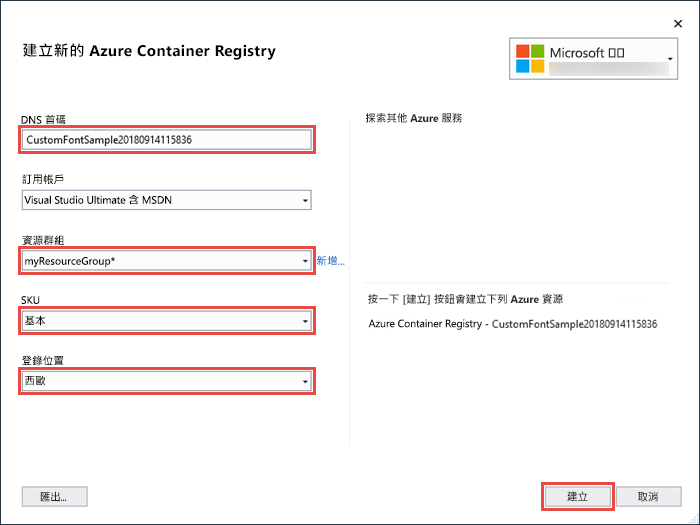 建立新的 Azure Container Registry
Microsoft
DNS 首碼
CustomFontSample20180914115836
訂用帳戶
Visual Studio Ultimate 含 MSDN
資源群組
myResourceGroup*
新增...
SKU
基本
登錄位置
西歐
探索其他 Azure 服務
按一下 [建立] 按鈕會建立下列 Azure 資源
Azure Container Registry - CustomFontSample20180914115836
匯出...
建立
取消